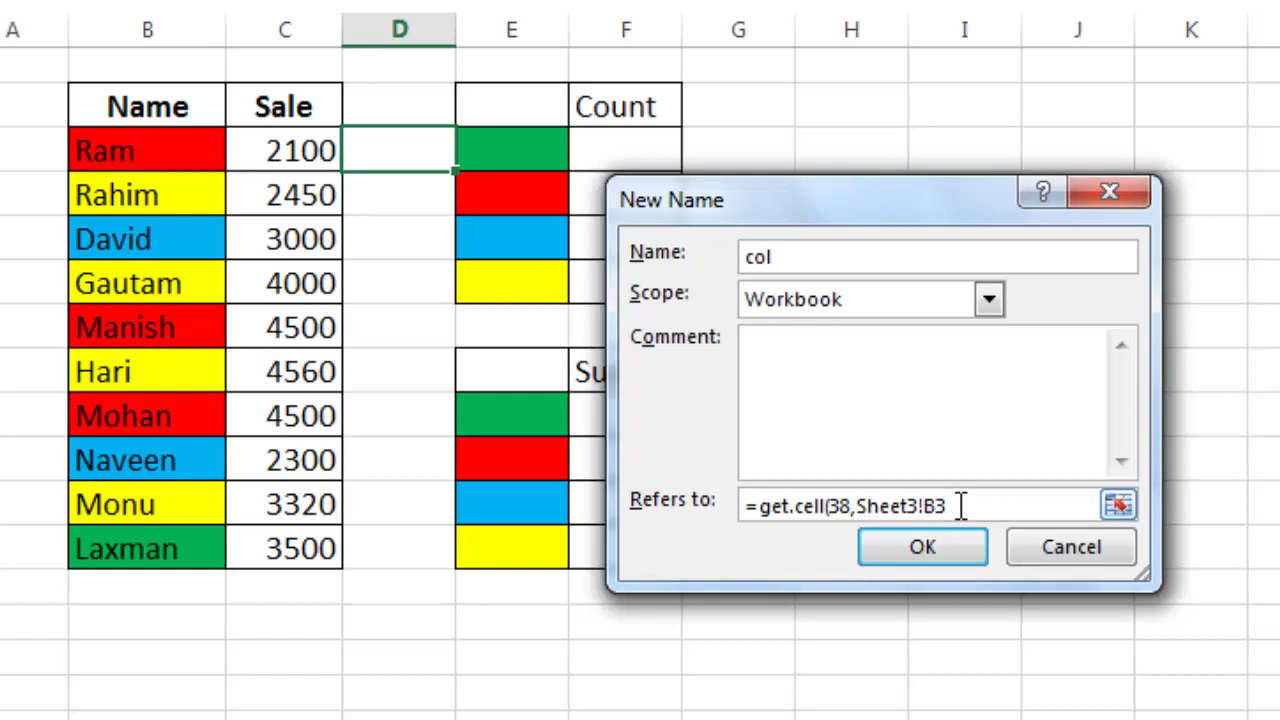 A B C D E F G H I J K
Name Sale Count
Ram 2100
Rahim 2450
David 3000
Gautam 4000
Manish 4500
Hari 4560 Su
Mohan 4500
Naveen 2300
Monu 3320
Laxman 3500
New Name ?
Name: col
Scope: Workbook
Comment:
Refers to: =get.cell(38,Sheet3!B3
OK Cancel